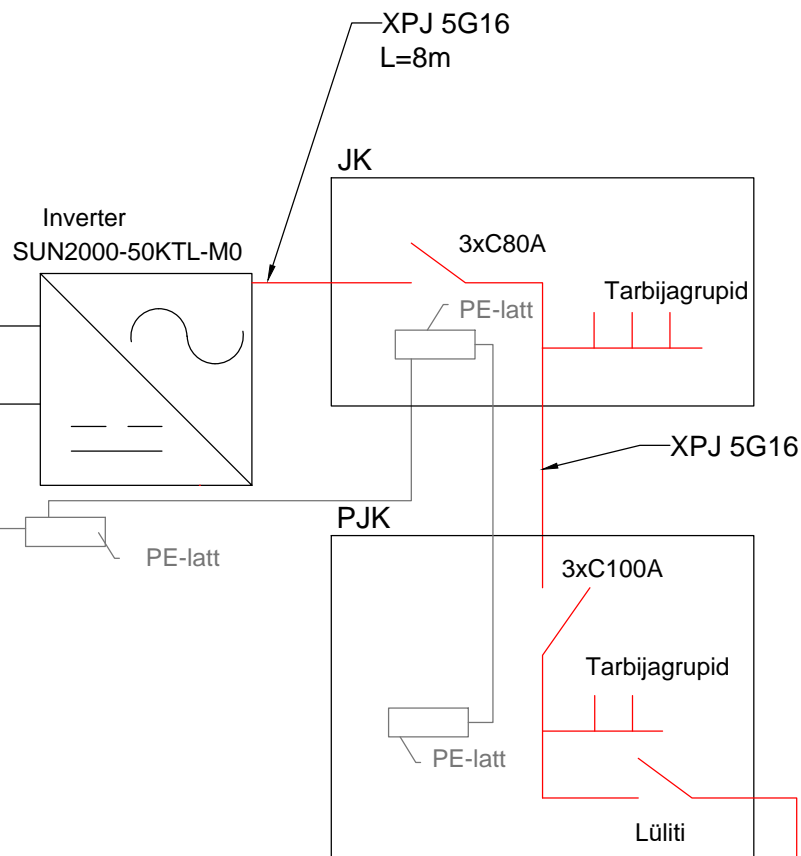 XPJ 5G16
L=8m
JK
Inverter
SUN2000-50KTL-M0
3xC80A
Tarbijagrupid
PE-latt
XPJ 5G16
PJK
PE-latt
3xC100A
Tarbijagrupid
PE-latt
Lüliti